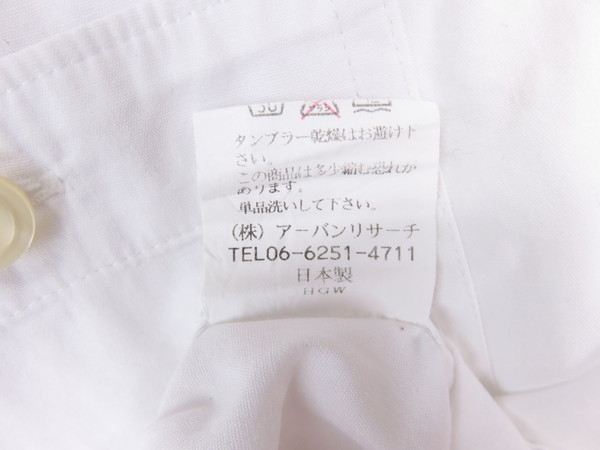 タンブラー乾燥はお避け下
さい。
この商品は多少縮む恐れが
あります。
単品洗いして下さい。
(株)アーバンリサーチ
TEL06-6251-4711
日本製
HGW